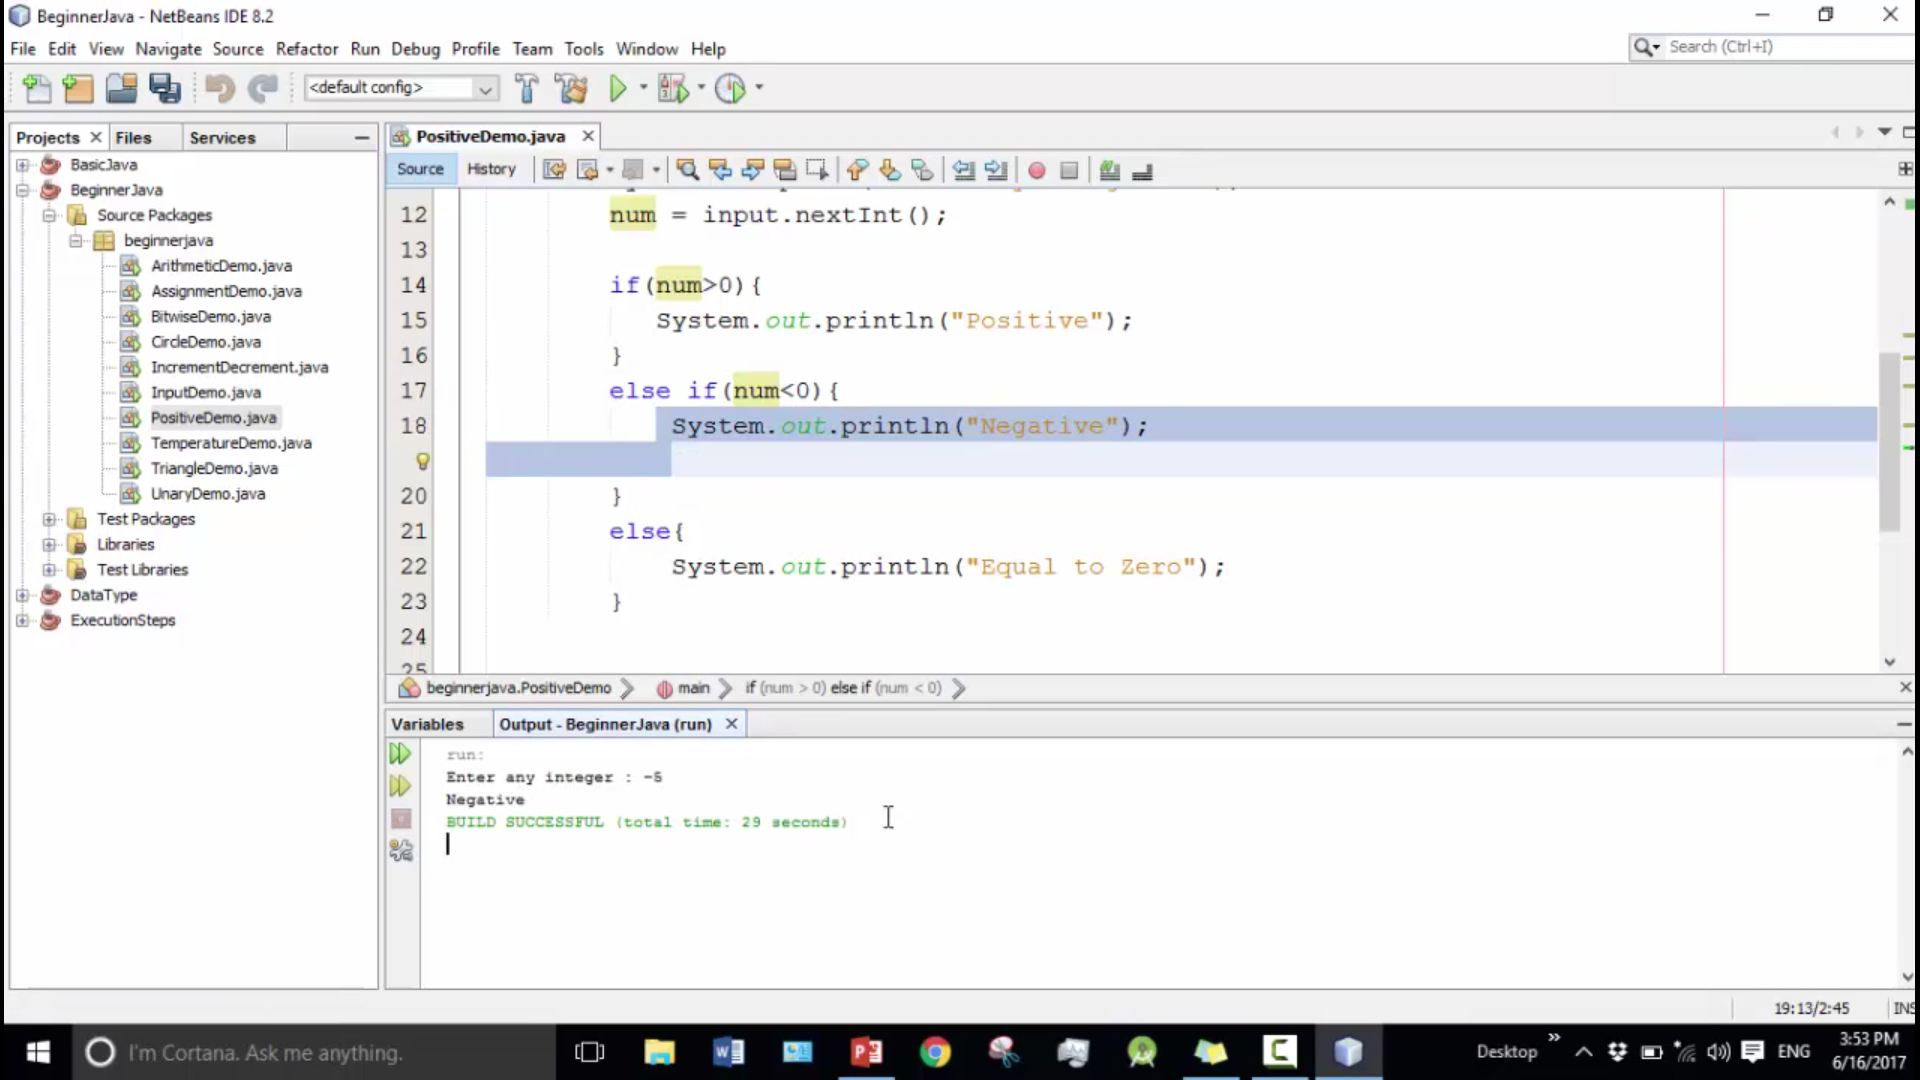 BeginnerJava - NetBeans IDE 8.2
File Edit View Navigate Source Refactor Run Debug Profile Team Tools Window Help
Search (Ctrl+I)
<default config>
Projects Files Services
BasicJava
BeginnerJava
Source Packages
beginnerjava
ArithmeticDemo.java
AssignmentDemo.java
BitwiseDemo.java
CircleDemo.java
IncrementDecrement.java
InputDemo.java
PositiveDemo.java
TemperatureDemo.java
TriangleDemo.java
UnaryDemo.java
Test Packages
Libraries
Test Libraries
DataType
ExecutionSteps
PositiveDemo.java
Source History
12 num = input.nextInt();
13
14 if(num>0){
15 System.out.println("Positive");
16 }
17 else if(num<0){
18 System.out.println("Negative");
20 }
21 else{
22 System.out.println("Equal to Zero");
23 }
24
25
beginnerjava.PositiveDemo main if (num > 0) else if (num < 0)
Variables Output - BeginnerJava (run)
run:
Enter any integer : -5
Negative
BUILD SUCCESSFUL (total time: 29 seconds)
19:13/2:45 INS
I'm Cortana. Ask me anything.
Desktop ENG
3:53 PM
6/16/2017